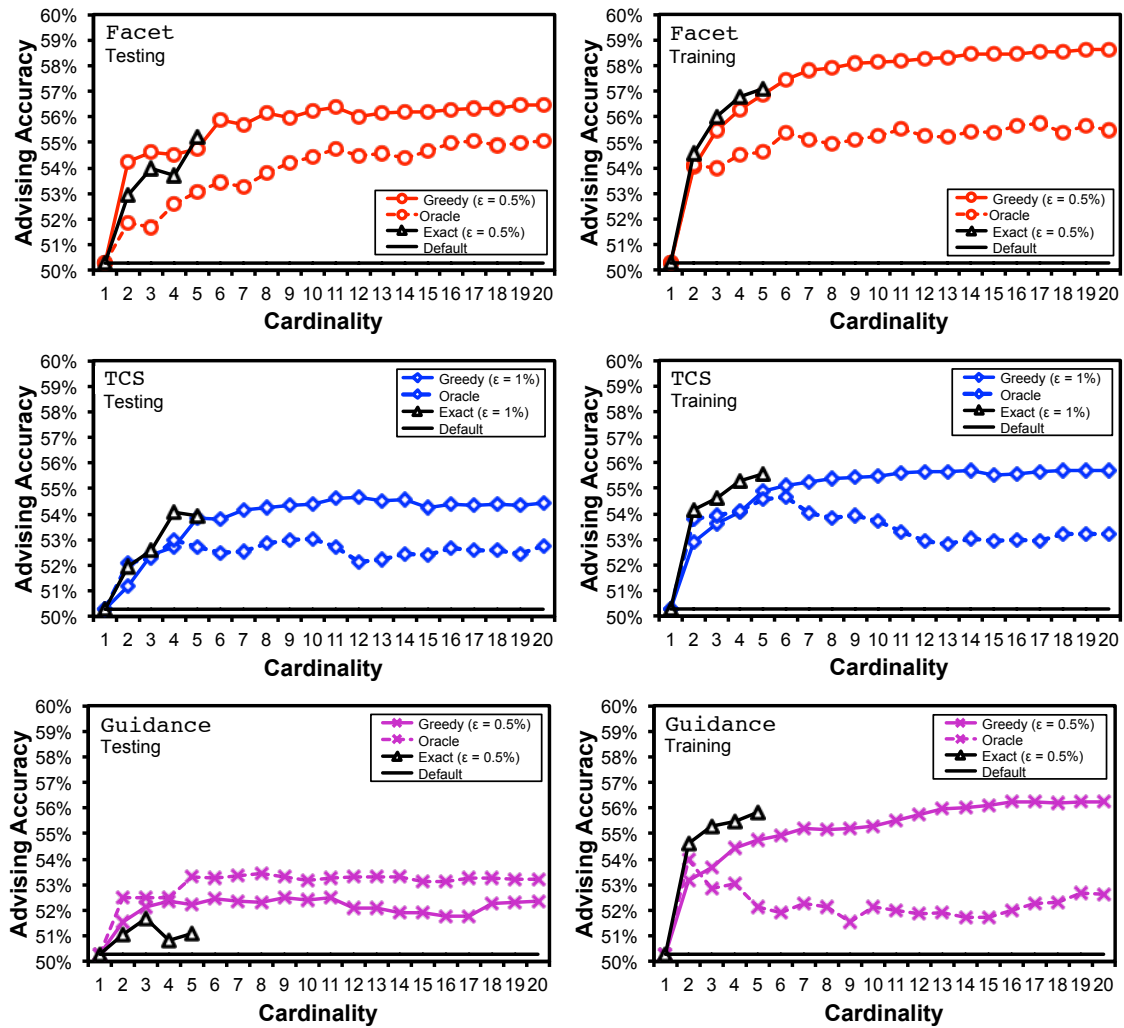 Facet
Testing
Advising Accuracy
60%
59%
58%
57%
56%
55%
54%
53%
52%
51%
50%
Greedy (ε = 0.5%)
Oracle
Exact (ε = 0.5%)
Default
1 2 3 4 5 6 7 8 9 10 11 12 13 14 15 16 17 18 19 20
Cardinality
Facet
Training
Advising Accuracy
60%
59%
58%
57%
56%
55%
54%
53%
52%
51%
50%
Greedy (ε = 0.5%)
Oracle
Exact (ε = 0.5%)
Default
1 2 3 4 5 6 7 8 9 10 11 12 13 14 15 16 17 18 19 20
Cardinality
TCS
Testing
Advising Accuracy
60%
59%
58%
57%
56%
55%
54%
53%
52%
51%
50%
Greedy (ε = 1%)
Oracle
Exact (ε = 1%)
Default
1 2 3 4 5 6 7 8 9 10 11 12 13 14 15 16 17 18 19 20
Cardinality
TCS
Training
Advising Accuracy
60%
59%
58%
57%
56%
55%
54%
53%
52%
51%
50%
Greedy (ε = 1%)
Oracle
Exact (ε = 1%)
Default
1 2 3 4 5 6 7 8 9 10 11 12 13 14 15 16 17 18 19 20
Cardinality
Guidance
Testing
Advising Accuracy
60%
59%
58%
57%
56%
55%
54%
53%
52%
51%
50%
Greedy (ε = 0.5%)
Oracle
Exact (ε = 0.5%)
Default
1 2 3 4 5 6 7 8 9 10 11 12 13 14 15 16 17 18 19 20
Cardinality
Guidance
Training
Advising Accuracy
60%
59%
58%
57%
56%
55%
54%
53%
52%
51%
50%
Greedy (ε = 0.5%)
Oracle
Exact (ε = 0.5%)
Default
1 2 3 4 5 6 7 8 9 10 11 12 13 14 15 16 17 18 19 20
Cardinality